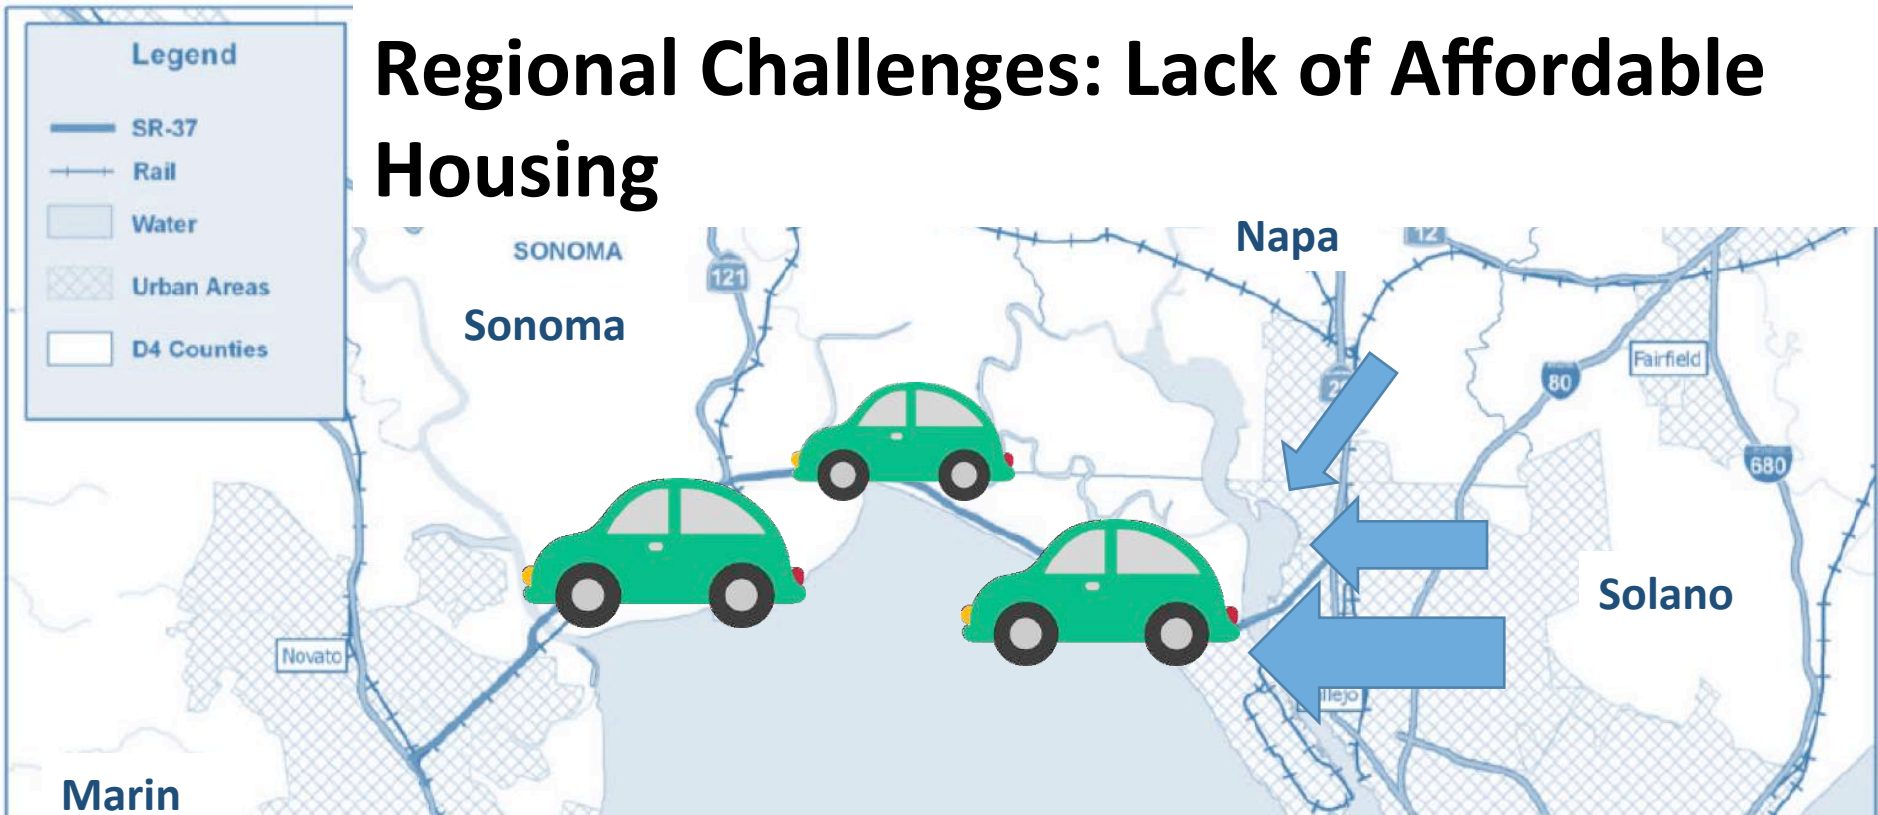 Regional Challenges: Lack of Affordable
Housing
Legend
SR-37
Rail
Water
Urban Areas
D4 Counties
SONOMA
Sonoma
121
Napa
12
Fairfield
80
680
Solano
Novato
Marin